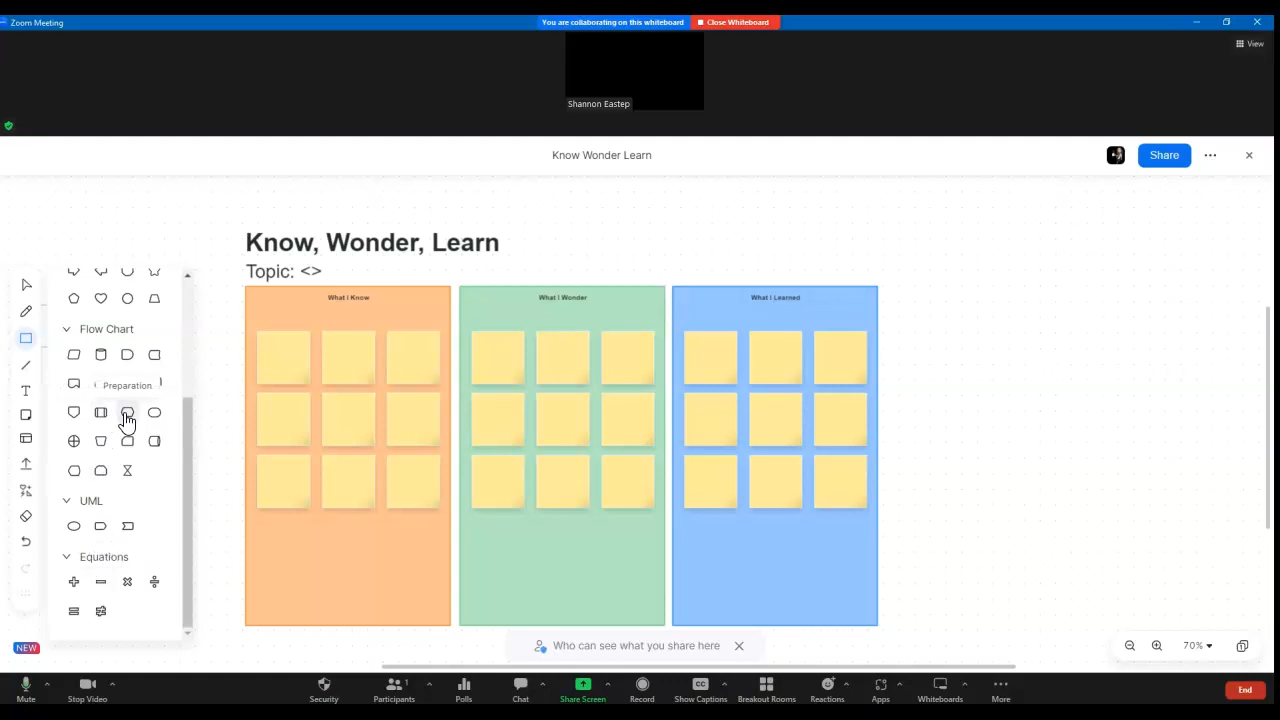 Zoom Meeting
You are collaborating on this whiteboard
Close Whiteboard
View
Shannon Eastep
Know Wonder Learn
Share
Know, Wonder, Learn
Topic: <>
What I Know
What I Wonder
What I Learned
Flow Chart
Preparation
UML
Equations
NEW
Who can see what you share here
70%
Mute
Stop Video
Security
Participants
1
Polls
Chat
Share Screen
Record
CC
Show Captions
Breakout Rooms
Reactions
Apps
Whiteboards
More
End